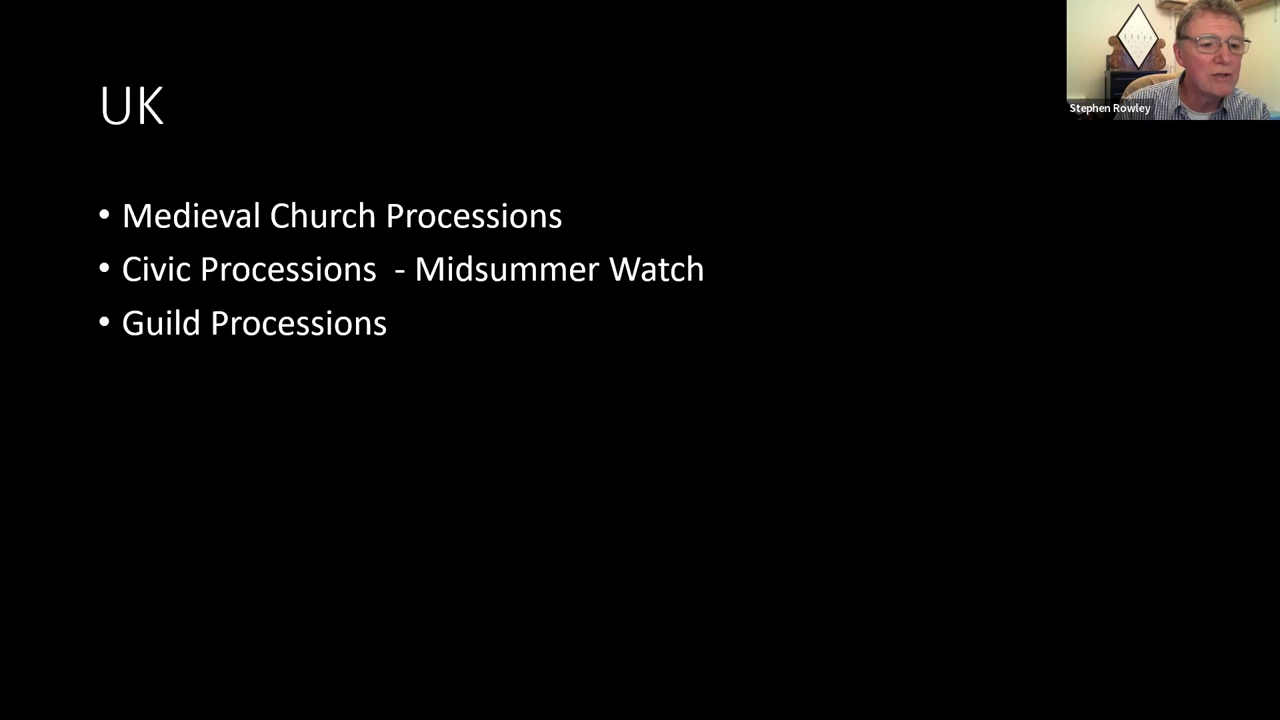 UK
• Medieval Church Processions
• Civic Processions - Midsummer Watch
• Guild Processions
Stephen Rowley